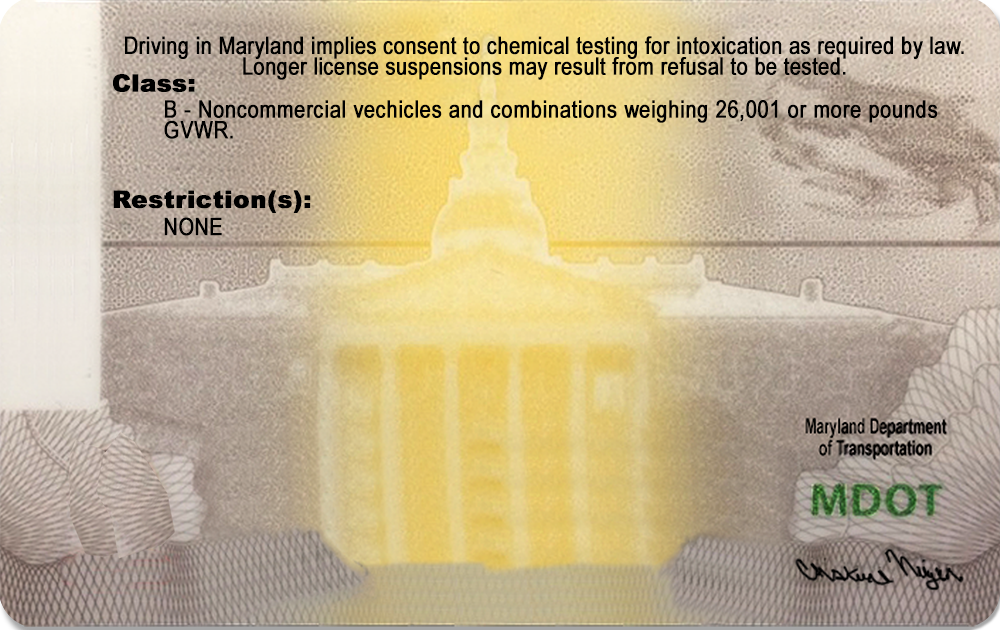 Driving in Maryland implies consent to chemical testing for intoxication as required by law.
Longer license suspensions may result from refusal to be tested.
Class:
B - Noncommercial vechicles and combinations weighing 26,001 or more pounds
GVWR.
Restriction(s):
NONE
Maryland Department
of Transportation
MDOT